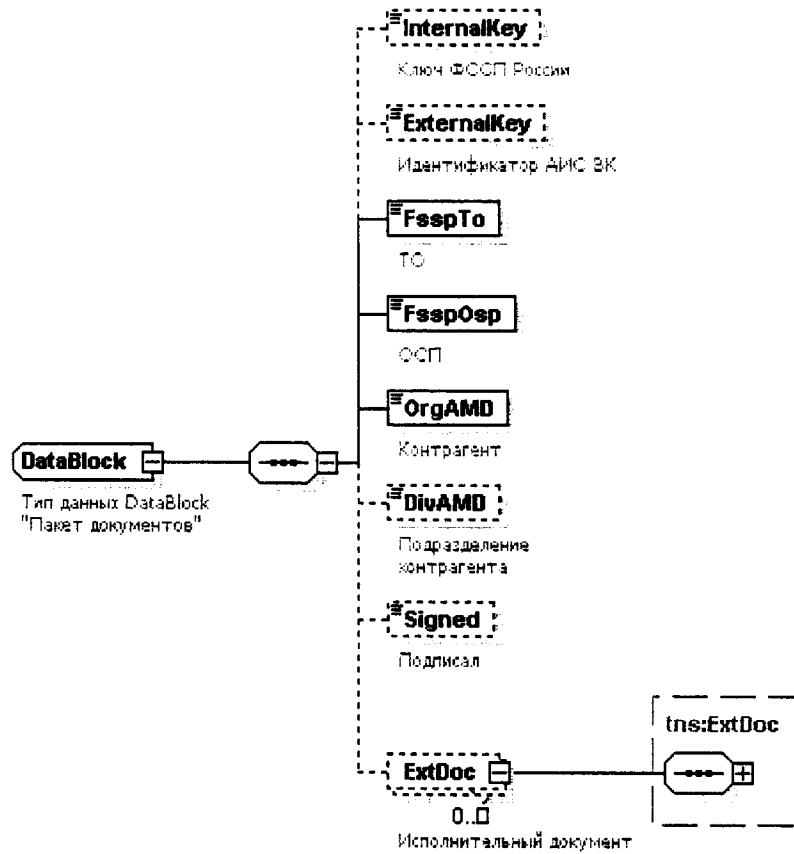 InternalKey
Ключ ФССП России
ExternalKey
Идентификатор АИС ВК
FsspTo
ТО
FsspOsp
ОСП
OrgAMD
Контрагент
DataBlock
Тип данных DataBlock
"Пакет документов"
DivAMD
Подразделение
контрагента
Signed
Подписал
tns:ExtDoc
ExtDoc
0..
Исполнительный документ